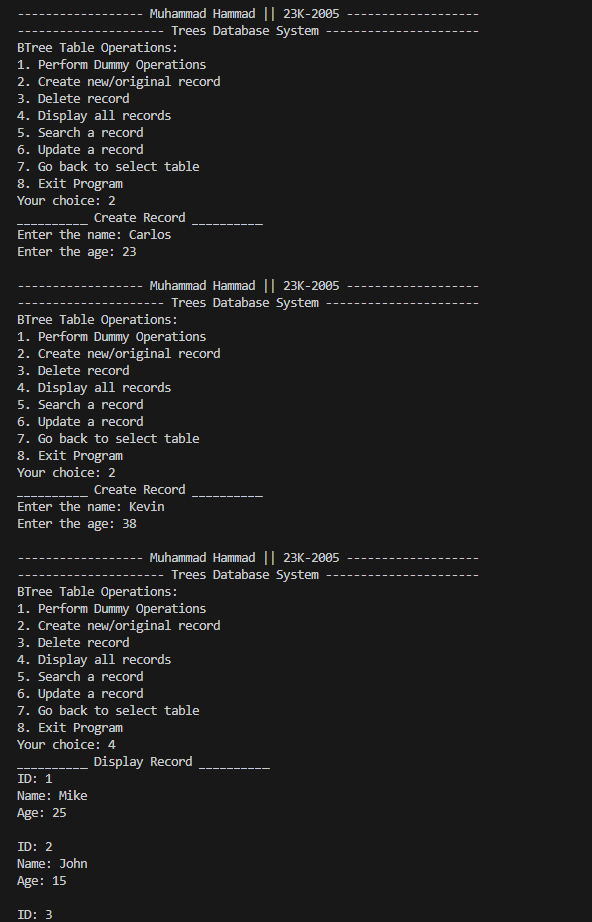 ------------------ Muhammad Hammad || 23K-2005 -------------------
--------------------- Trees Database System ----------------------
BTree Table Operations:
1. Perform Dummy Operations
2. Create new/original record
3. Delete record
4. Display all records
5. Search a record
6. Update a record
7. Go back to select table
8. Exit Program
Your choice: 2
__________ Create Record __________
Enter the name: Carlos
Enter the age: 23

------------------ Muhammad Hammad || 23K-2005 -------------------
--------------------- Trees Database System ----------------------
BTree Table Operations:
1. Perform Dummy Operations
2. Create new/original record
3. Delete record
4. Display all records
5. Search a record
6. Update a record
7. Go back to select table
8. Exit Program
Your choice: 2
__________ Create Record __________
Enter the name: Kevin
Enter the age: 38

------------------ Muhammad Hammad || 23K-2005 -------------------
--------------------- Trees Database System ----------------------
BTree Table Operations:
1. Perform Dummy Operations
2. Create new/original record
3. Delete record
4. Display all records
5. Search a record
6. Update a record
7. Go back to select table
8. Exit Program
Your choice: 4
__________ Display Record __________
ID: 1
Name: Mike
Age: 25

ID: 2
Name: John
Age: 15

ID: 3